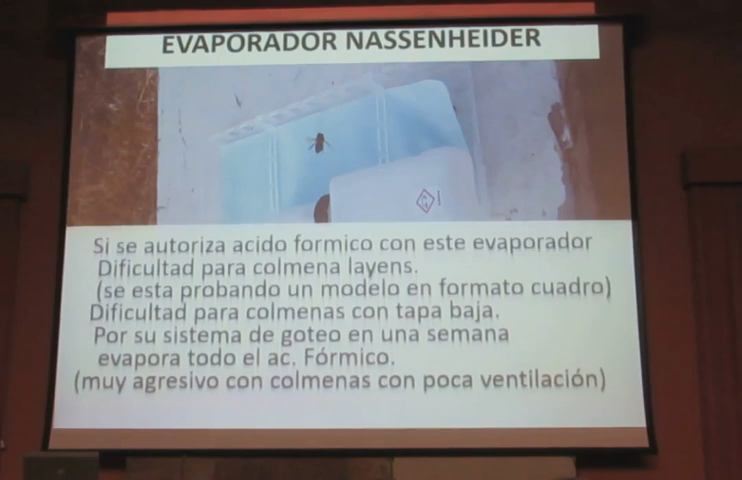 EVAPORADOR NASSENHEIDER
Si se autoriza acido formico con este evaporador
Dificultad para colmena layens.
(se esta probando un modelo en formato cuadro)
Dificultad para colmenas con tapa baja.
Por su sistema de goteo en una semana
evapora todo el ac. Fórmico.
(muy agresivo con colmenas con poca ventilación)